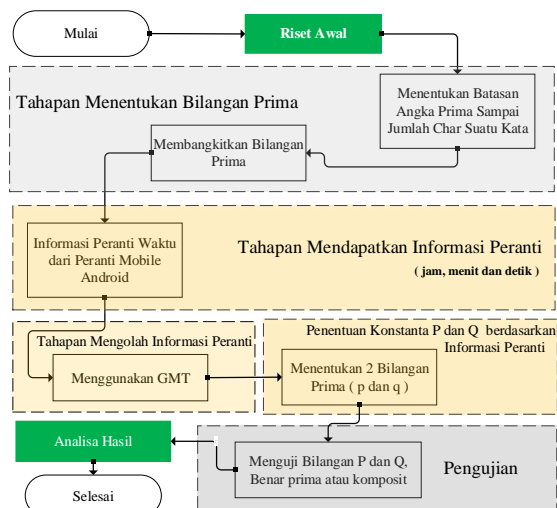 Mulai
Riset Awal
Tahapan Menentukan Bilangan Prima
Menentukan Batasan
Angka Prima Sampai
Jumlah Char Suatu Kata
Membangkitkan Bilangan
Prima
Informasi Peranti Waktu
dari Peranti Mobile
Android
Tahapan Mendapatkan Informasi Peranti
( jam, menit dan detik )
Tahapan Mengolah Informasi Peranti
Menggunakan GMT
Penentuan Konstanta P dan Q berdasarkan
Informasi Peranti
Menentukan 2 Bilangan
Prima ( p dan q )
Analisa Hasil
Menguji Bilangan P dan Q,
Benar prima atau komposit
Pengujian
Selesai